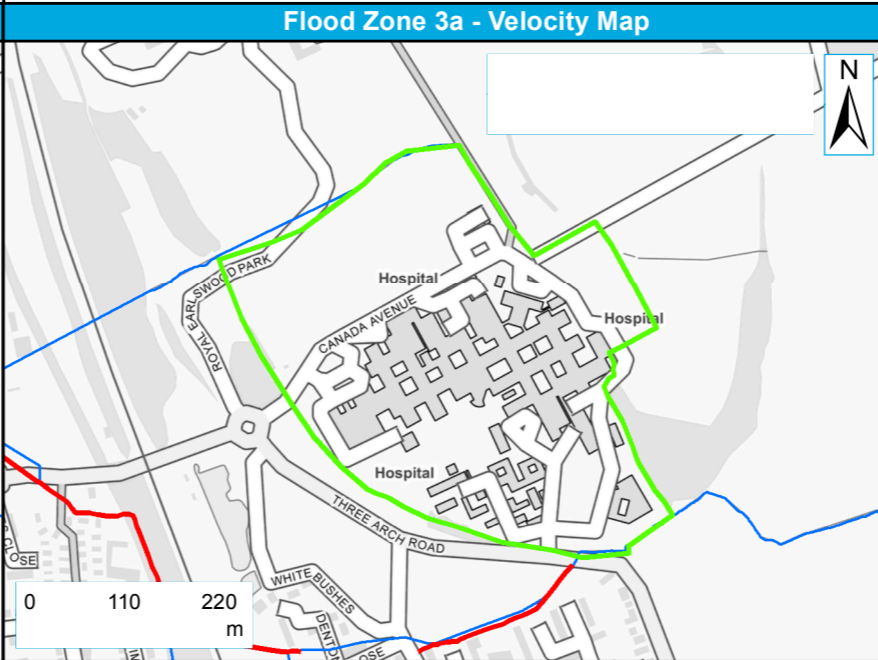 Flood Zone 3a - Velocity Map
N
ROYAL EARLSWOOD PARK
Hospital
CANADA AVENUE
Hospital
Hospital
THREE ARCH ROAD
CLOSE
WHITE BUSHES
0 110 220
m